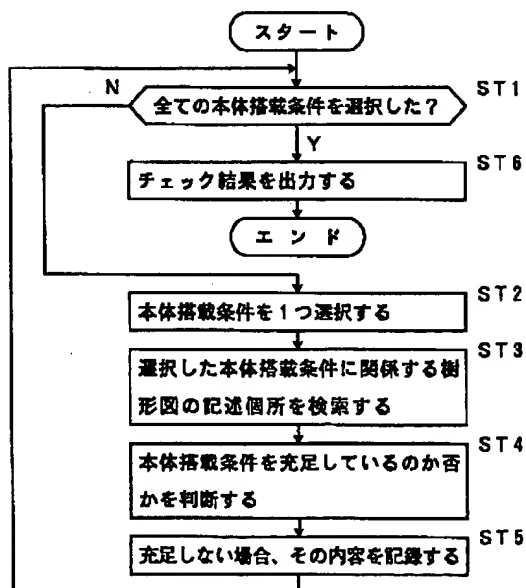 スタート
N
全ての本体搭載条件を選択した？
ST1
Y
ST6
チェック結果を出力する
エンド
ST2
本体搭載条件を1つ選択する
ST3
選択した本体搭載条件に関係する樹
形図の記述個所を検索する
ST4
本体搭載条件を充足しているのか否
かを判断する
ST5
充足しない場合、その内容を記録する